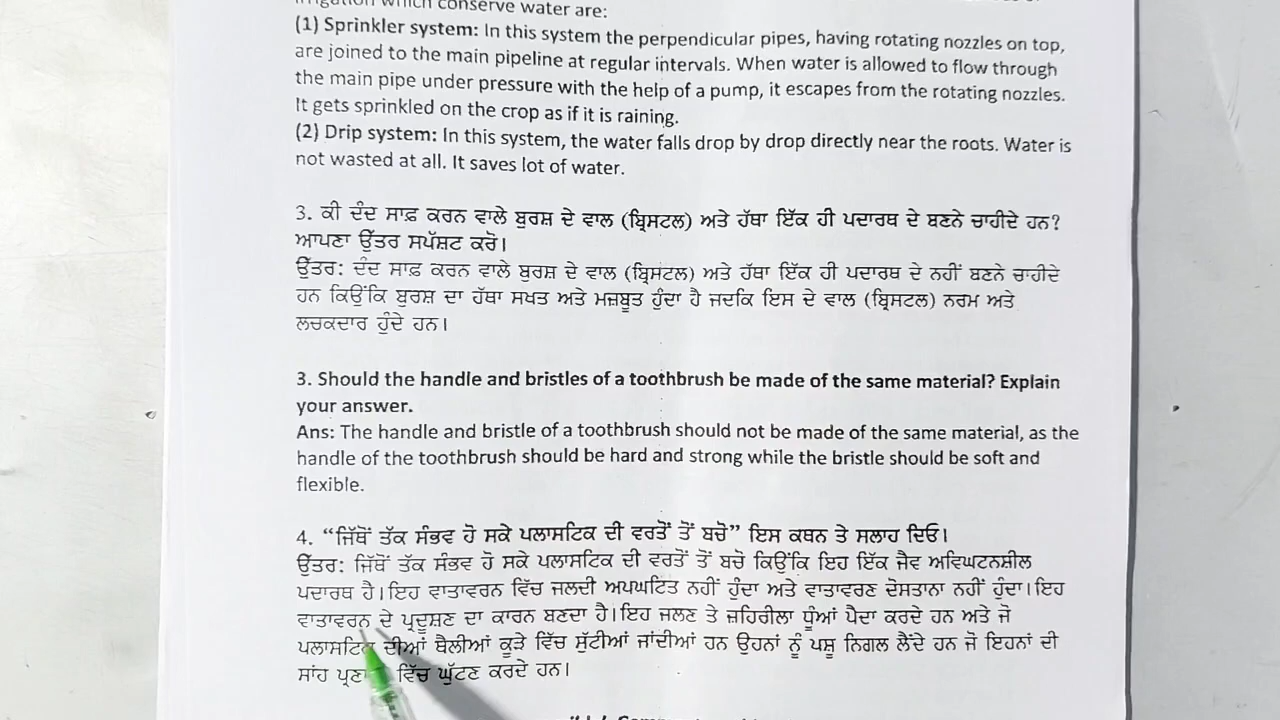 which conserve water are:
(1) Sprinkler system: In this system the perpendicular pipes, having rotating nozzles on top,
are joined to the main pipeline at regular intervals. When water is allowed to flow through
the main pipe under pressure with the help of a pump, it escapes from the rotating nozzles.
It gets sprinkled on the crop as if it is raining.
(2) Drip system: In this system, the water falls drop by drop directly near the roots. Water is
not wasted at all. It saves lot of water.
3. ਕੀ ਦੰਦ ਸਾਫ਼ ਕਰਨ ਵਾਲੇ ਬੁਰਸ਼ ਦੇ ਵਾਲ (ਬ੍ਰਿਸਟਲ) ਅਤੇ ਹੱਥਾ ਇੱਕ ਹੀ ਪਦਾਰਥ ਦੇ ਬਣਨੇ ਚਾਹੀਦੇ ਹਨ?
ਆਪਣਾ ਉੱਤਰ ਸਪੱਸ਼ਟ ਕਰੋ।
ਉੱਤਰ: ਦੰਦ ਸਾਫ਼ ਕਰਨ ਵਾਲੇ ਬੁਰਸ਼ ਦੇ ਵਾਲ (ਬ੍ਰਿਸਟਲ) ਅਤੇ ਹੱਥਾ ਇੱਕ ਹੀ ਪਦਾਰਥ ਦੇ ਨਹੀਂ ਬਣਨੇ ਚਾਹੀਦੇ
ਹਨ ਕਿਉਂਕਿ ਬੁਰਸ਼ ਦਾ ਹੱਥਾ ਸਖਤ ਅਤੇ ਮਜ਼ਬੂਤ ਹੁੰਦਾ ਹੈ ਜਦਕਿ ਇਸ ਦੇ ਵਾਲ (ਬ੍ਰਿਸਟਲ) ਨਰਮ ਅਤੇ
ਲਚਕਦਾਰ ਹੁੰਦੇ ਹਨ।
3. Should the handle and bristles of a toothbrush be made of the same material? Explain
your answer.
Ans: The handle and bristle of a toothbrush should not be made of the same material, as the
handle of the toothbrush should be hard and strong while the bristle should be soft and
flexible.
4. “ਜਿੱਥੋਂ ਤੱਕ ਸੰਭਵ ਹੋ ਸਕੇ ਪਲਾਸਟਿਕ ਦੀ ਵਰਤੋਂ ਤੋਂ ਬਚੋ” ਇਸ ਕਥਨ ਤੇ ਸਲਾਹ ਦਿਓ।
ਉੱਤਰ: ਜਿੱਥੋਂ ਤੱਕ ਸੰਭਵ ਹੋ ਸਕੇ ਪਲਾਸਟਿਕ ਦੀ ਵਰਤੋਂ ਤੋਂ ਬਚੋ ਕਿਉਂਕਿ ਇਹ ਇੱਕ ਜੈਵ ਅਵਿਘਟਨਸ਼ੀਲ
ਪਦਾਰਥ ਹੈ।ਇਹ ਵਾਤਾਵਰਨ ਵਿੱਚ ਜਲਦੀ ਅਪਘਟਿਤ ਨਹੀਂ ਹੁੰਦਾ ਅਤੇ ਵਾਤਾਵਰਣ ਦੋਸਤਾਨਾ ਨਹੀਂ ਹੁੰਦਾ।ਇਹ
ਵਾਤਾਵਰਨ ਦੇ ਪ੍ਰਦੂਸ਼ਣ ਦਾ ਕਾਰਨ ਬਣਦਾ ਹੈ।ਇਹ ਜਲਣ ਤੇ ਜ਼ਹਿਰੀਲਾ ਧੂੰਆਂ ਪੈਦਾ ਕਰਦੇ ਹਨ ਅਤੇ ਜੋ
ਪਲਾਸਟਿਕ ਦੀਆਂ ਥੈਲੀਆਂ ਕੂੜੇ ਵਿੱਚ ਸੁੱਟੀਆਂ ਜਾਂਦੀਆਂ ਹਨ ਉਹਨਾਂ ਨੂੰ ਪਸ਼ੂ ਨਿਗਲ ਲੈਂਦੇ ਹਨ ਜੋ ਇਹਨਾਂ ਦੀ
ਸਾਂਹ ਵਿੱਚ ਘੁੱਟਣ ਕਰਦੇ ਹਨ।